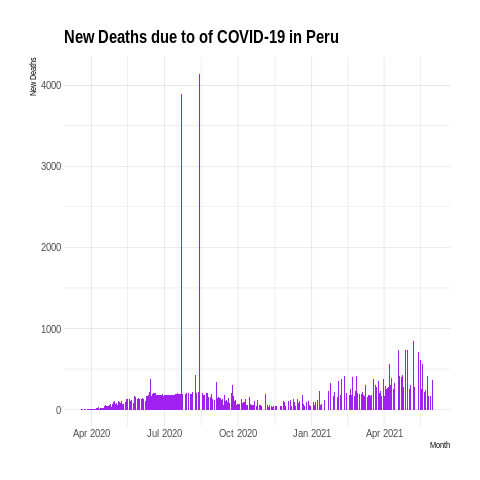 New Deaths due to of COVID-19 in Peru
New Deaths
4000
3000
2000
1000
0
Apr 2020 Jul 2020 Oct 2020 Jan 2021 Apr 2021
Month